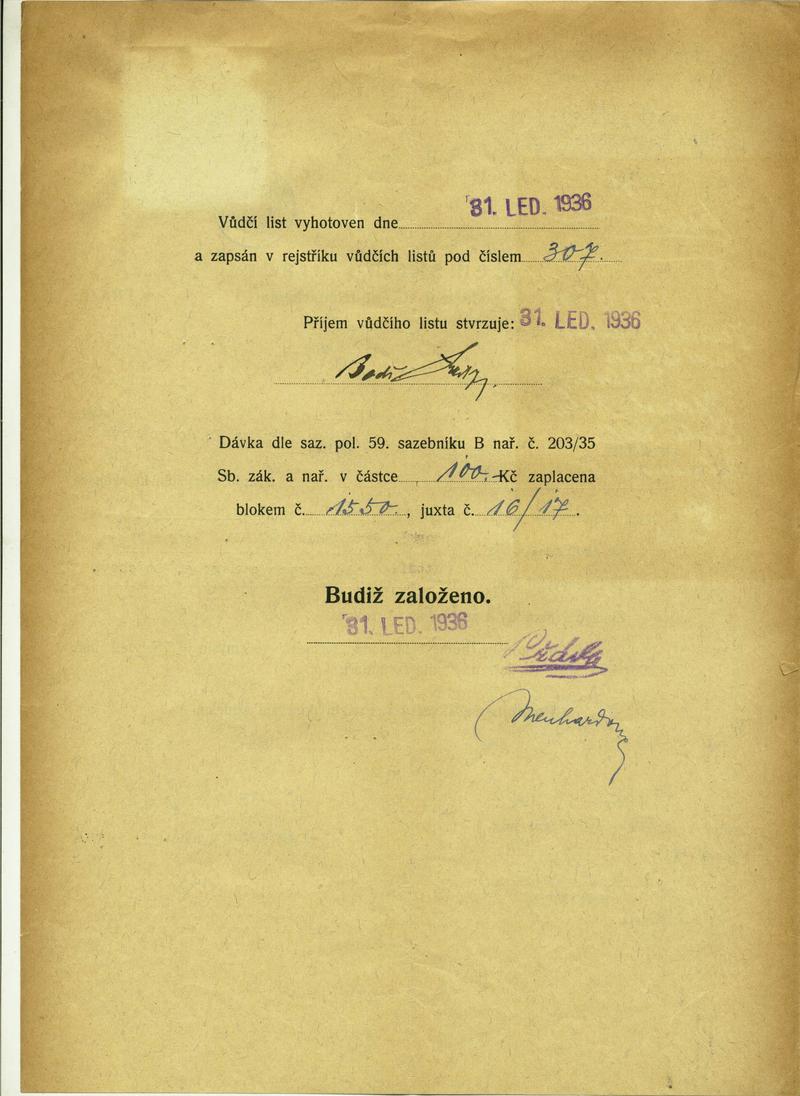 31. LED. 1936
Vůdčí list vyhotoven dne
a zapsán v rejstříku vůdčích listů pod číslem 307.
Příjem vůdčího listu stvrzuje: 31. LED. 1936
Dávka dle saz. pol. 59. sazebníku B nař. č. 203/35
Sb. zák. a nař. v částce 100.-Kč zaplacena
blokem č. 1550., juxta č. 16/17.
Budiž založeno.
31. LED. 1936